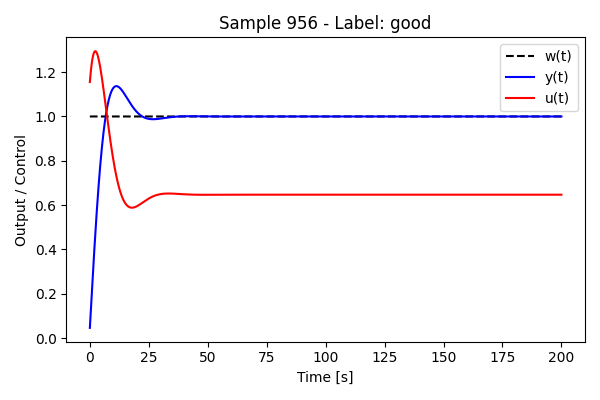 Sample 956 - Label: good
w(t)
y(t)
u(t)
Output / Control
1.2
1.0
0.8
0.6
0.4
0.2
0.0
0 25 50 75 100 125 150 175 200
Time [s]